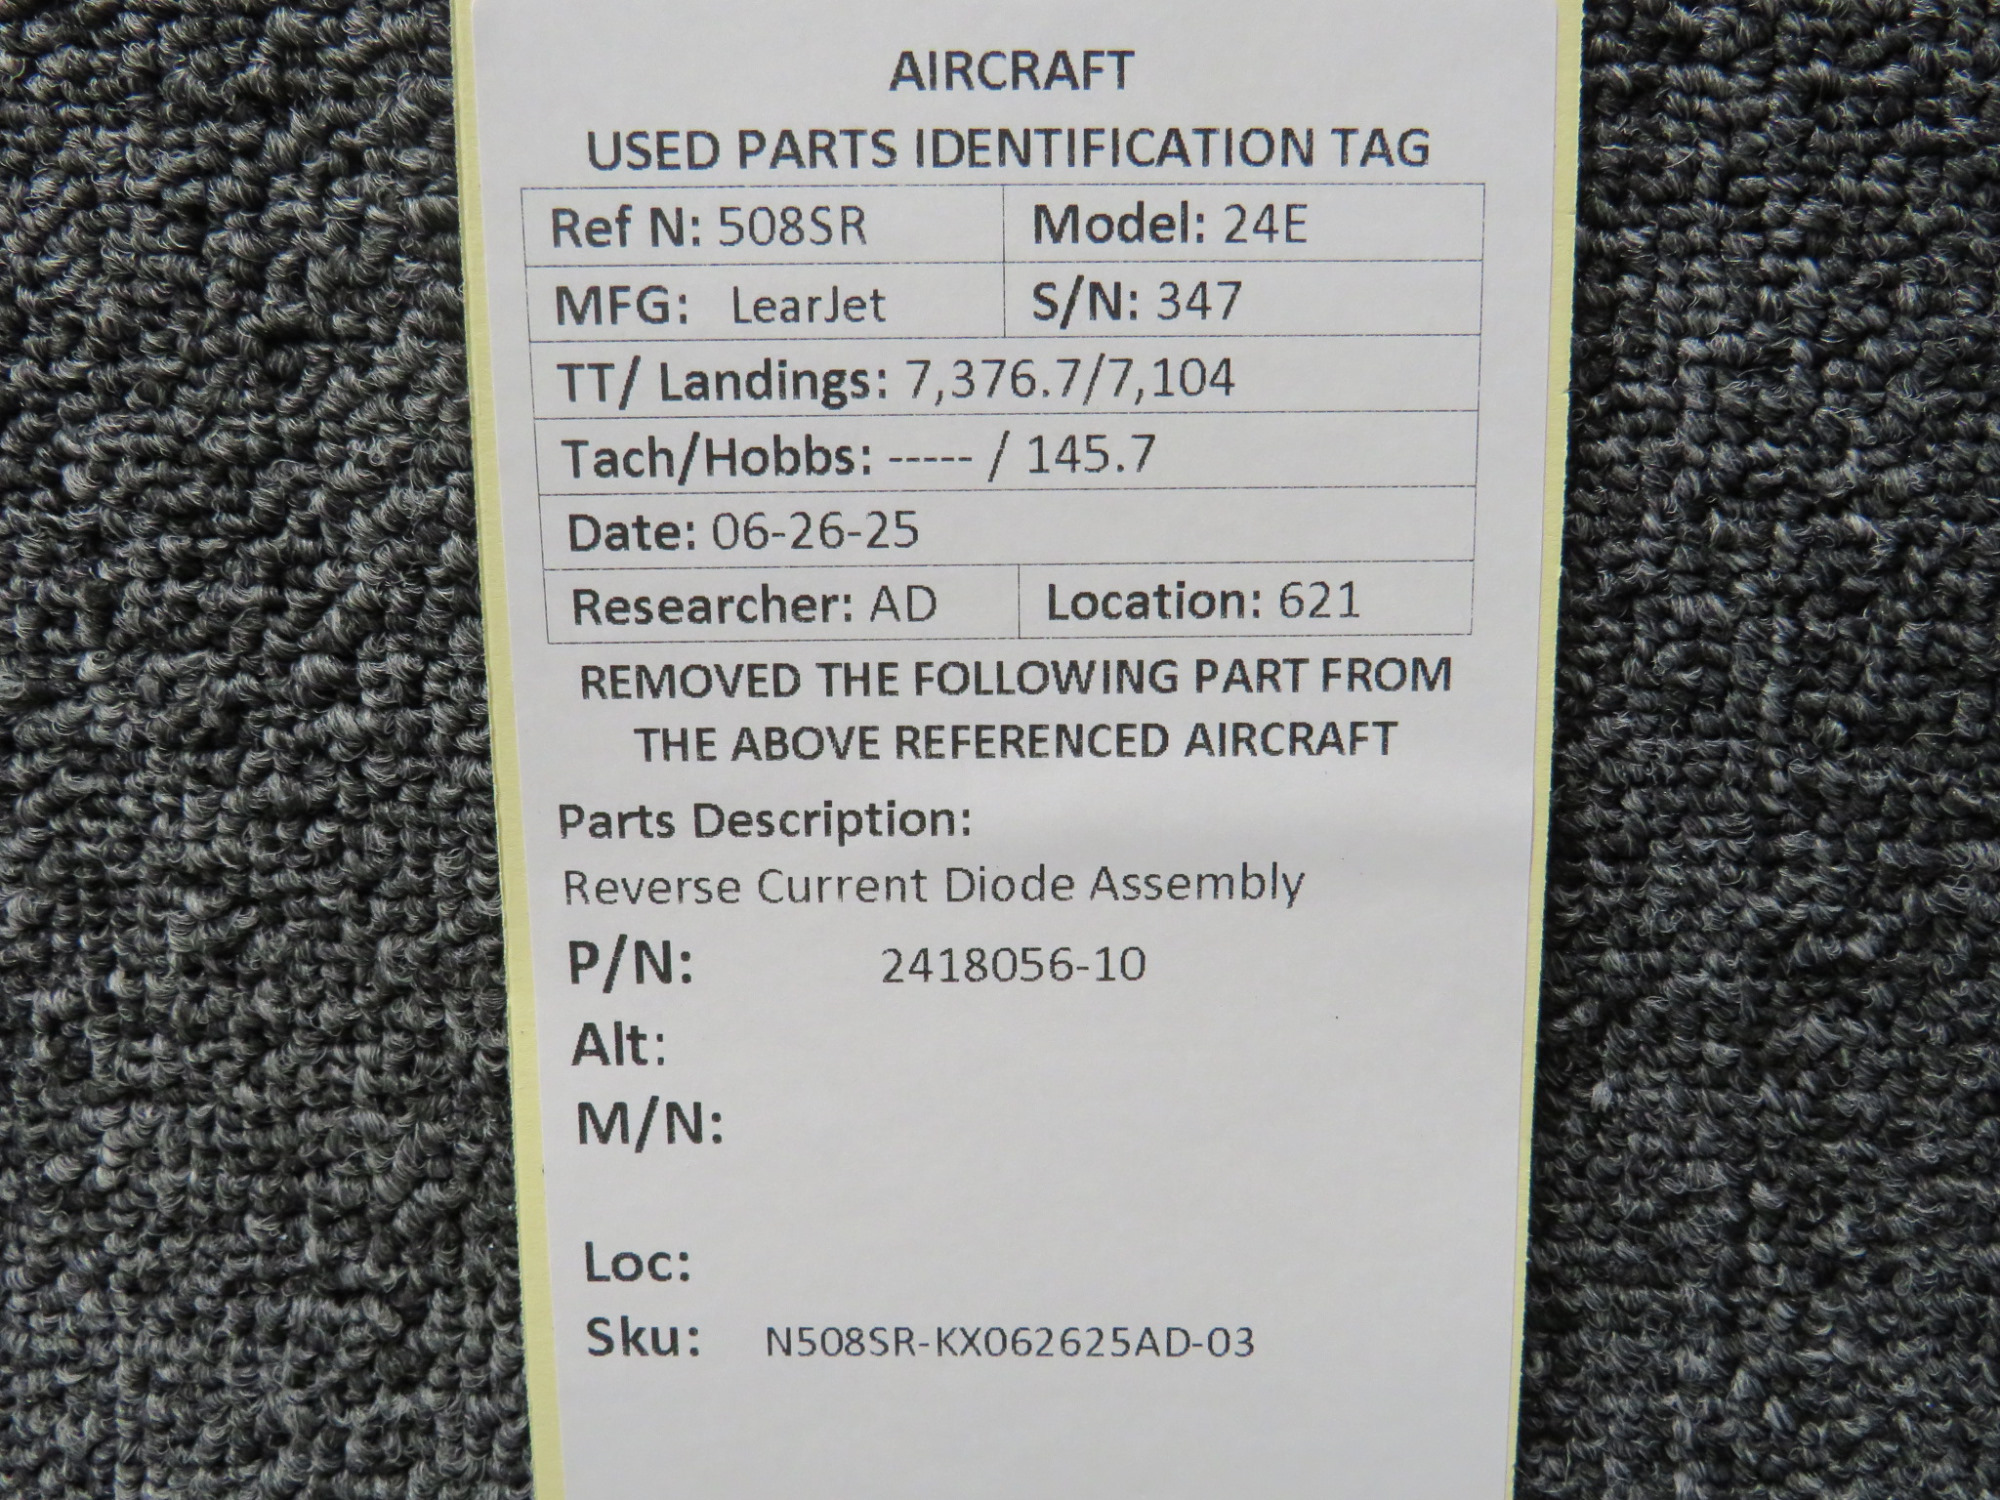 AIRCRAFT
USED PARTS IDENTIFICATION TAG
Ref N: 508SR Model: 24E
MFG: LearJet S/N: 347
TT/ Landings: 7,376.7/7,104
Tach/Hobbs: ----- / 145.7
Date: 06-26-25
Researcher: AD Location: 621
REMOVED THE FOLLOWING PART FROM
THE ABOVE REFERENCED AIRCRAFT
Parts Description:
Reverse Current Diode Assembly
P/N: 2418056-10
Alt:
M/N:
Loc:
Sku: N508SR-KX062625AD-03